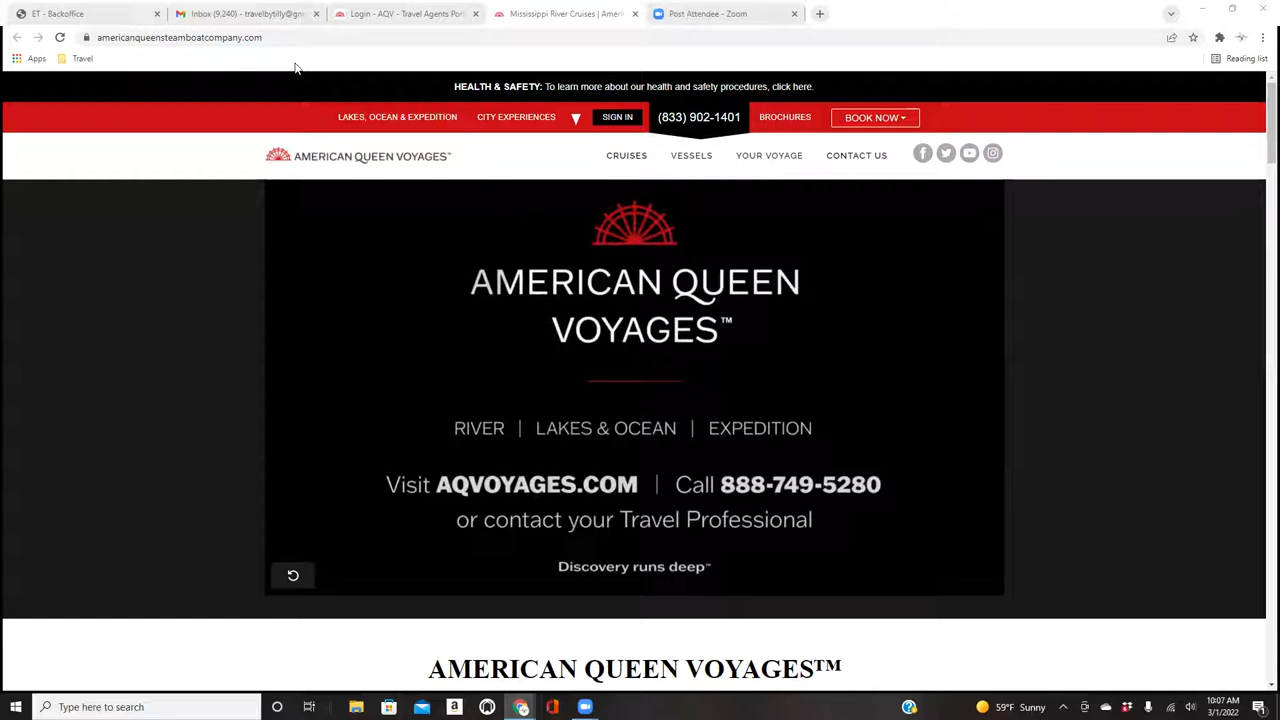 ET - Backoffice
Inbox (9,240) - travelbytilly@gm
Login - AQV - Travel Agents Port
Mississippi River Cruises | Ameri
Post Attendee - Zoom
americanqueensteamboatcompany.com
Apps
Travel
Reading list
HEALTH & SAFETY: To learn more about our health and safety procedures, click here.
LAKES, OCEAN & EXPEDITION
CITY EXPERIENCES
SIGN IN
(833) 902-1401
BROCHURES
BOOK NOW
AMERICAN QUEEN VOYAGES™
CRUISES
VESSELS
YOUR VOYAGE
CONTACT US
AMERICAN QUEEN
VOYAGES™
RIVER | LAKES & OCEAN | EXPEDITION
Visit AQVOYAGES.COM | Call 888-749-5280
or contact your Travel Professional
Discovery runs deep™
AMERICAN QUEEN VOYAGES™
Type here to search
59°F Sunny
10:07 AM
3/1/2022